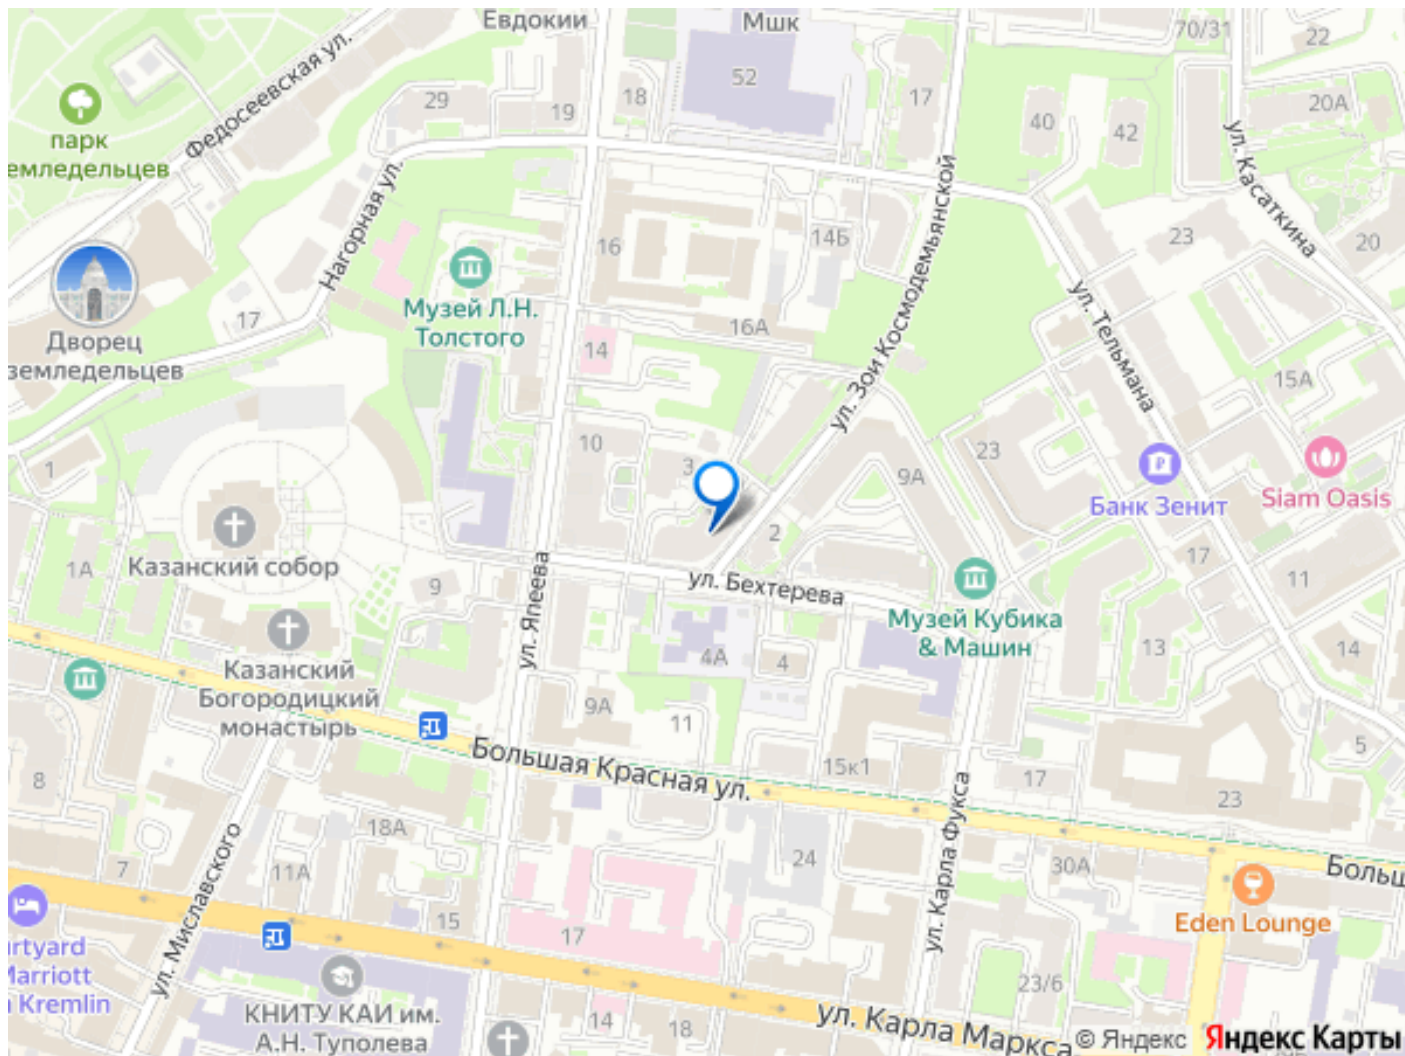 Евдокии
Мшк
70/31
22
Федосеевская ул.
29
19
18
52
17
40
42
20А
парк
емледельцев
ул. Касаткина
Нагорная ул.
16
14Б
23
20
Музей Л.Н.
Толстого
17
16А
ул. Зои Космодемьянской
ул. Тельмана
Дворец
земледельцев
14
15А
1
10
3
23
9А
Банк Зенит
Siam Oasis
2
17
Казанский собор
1А
9
ул. Япеева
ул. Бехтерева
11
Музей Кубика
& Машин
Казанский
Богородицкий
монастырь
4А
4
13
14
9А
11
5
Большая Красная ул.
15к1
17
8
23
18А
7
11А
24
30А
Больш
ул. Миславского
ул. Карла Фукса
15
17
Eden Lounge
urtyard
Marriott
n Kremlin
23/6
КНИТУ КАИ им.
А.Н. Туполева
14
18
ул. Карла Маркса
© Яндекс
Яндекс Карты